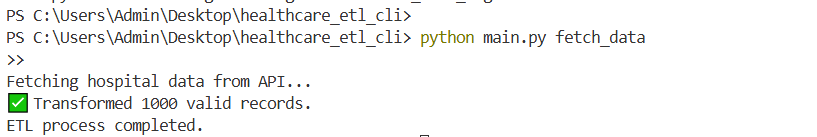 PS C:\Users\Admin\Desktop\healthcare_etl_cli>
PS C:\Users\Admin\Desktop\healthcare_etl_cli> python main.py fetch_data
>>
Fetching hospital data from API...
✅ Transformed 1000 valid records.
ETL process completed.